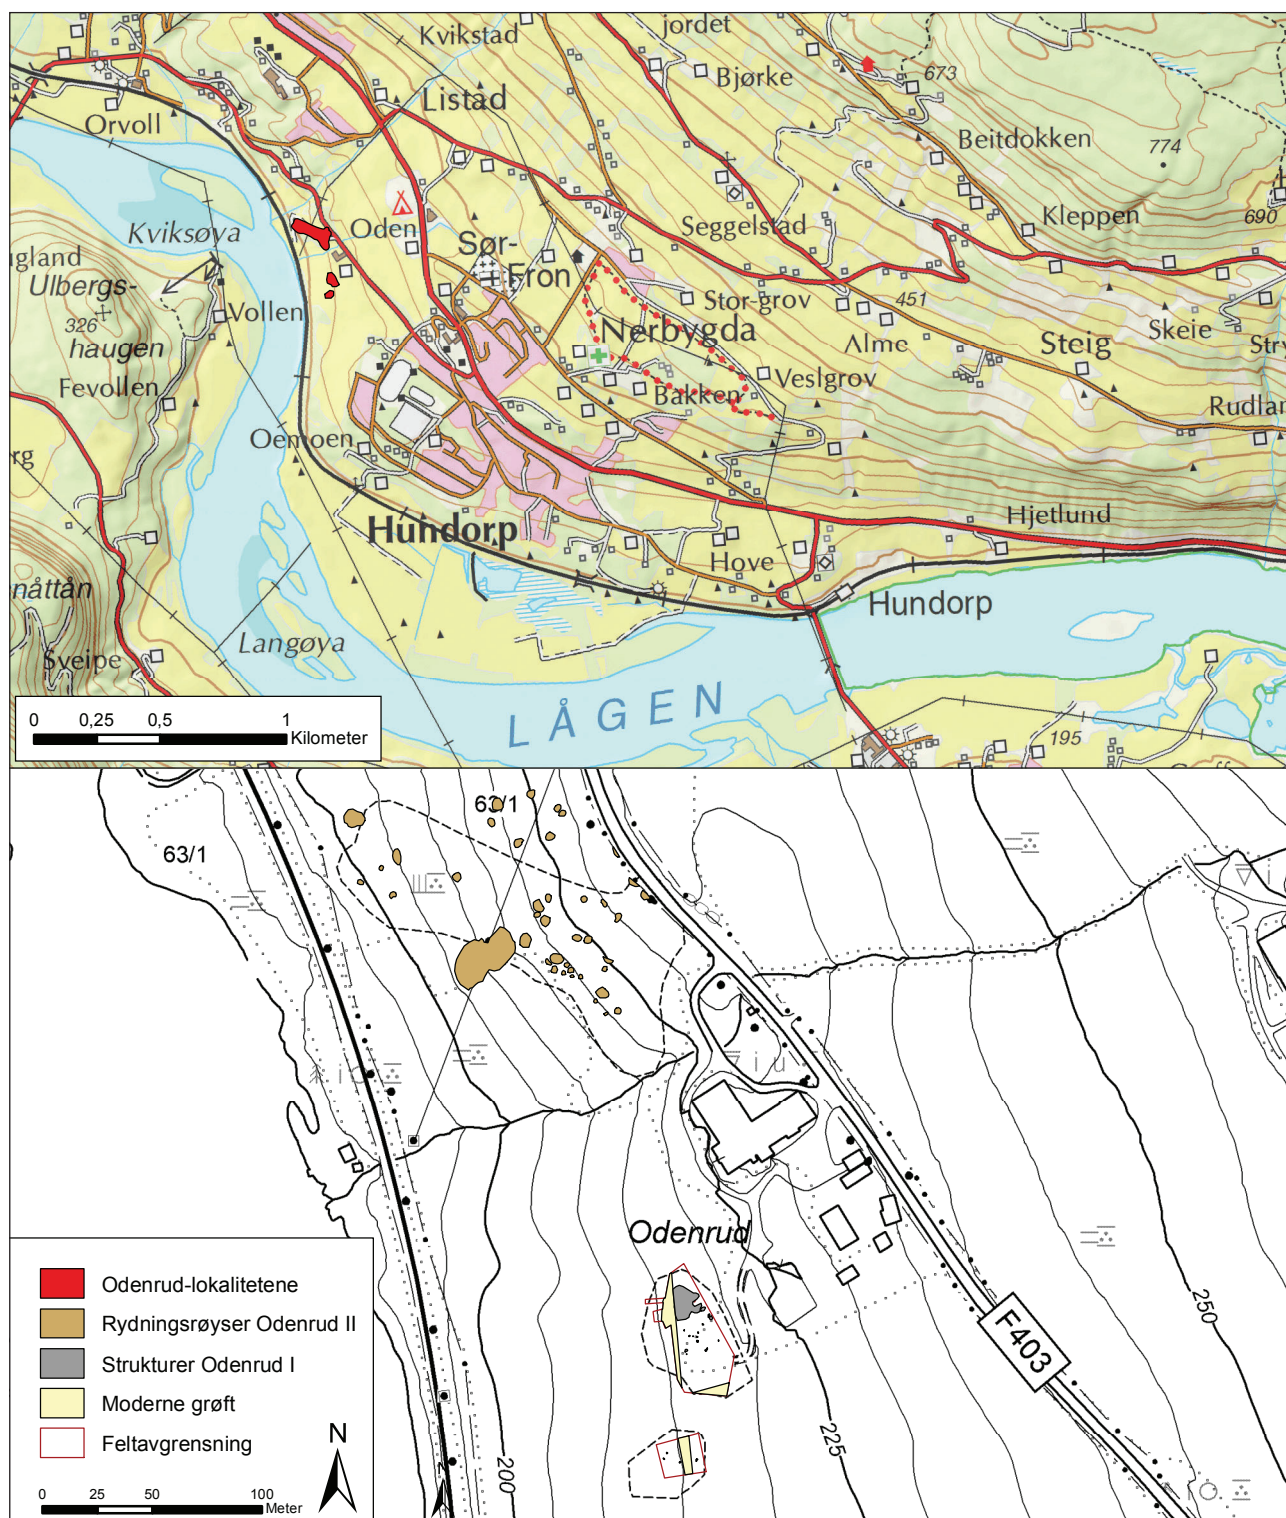 Kvikstad
jordet
Bjørke
673
Listad
Orvoll
Beitdokken
774
Kviksøya
Oden
Sør-
Fron
Seggelstad
Kleppen
690
Ulbergs-
haugen
326
Vollen
Stor-grov
451
Nerbygda
Alme
Steig
Skeie
Fevollen
Bakken
Veslgrov
Oemoen
Hjetlund
Hundorp
Hove
Hundorp
Langøya
Sveipe
LÅGEN
195
0 0,25 0,5 1
Kilometer
63/1
63/1
Odenrud
F403
250
225
200
Odenrud-lokalitetene
Rydningsrøyser Odenrud II
Strukturer Odenrud I
Moderne grøft
Feltavgrensning
N
0 25 50 100
Meter